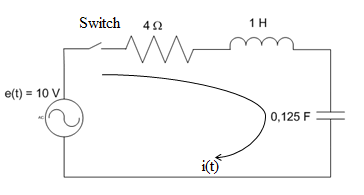 Switch
4 Ω
1 H
e(t) = 10 V
AC
0,125 F
i(t)